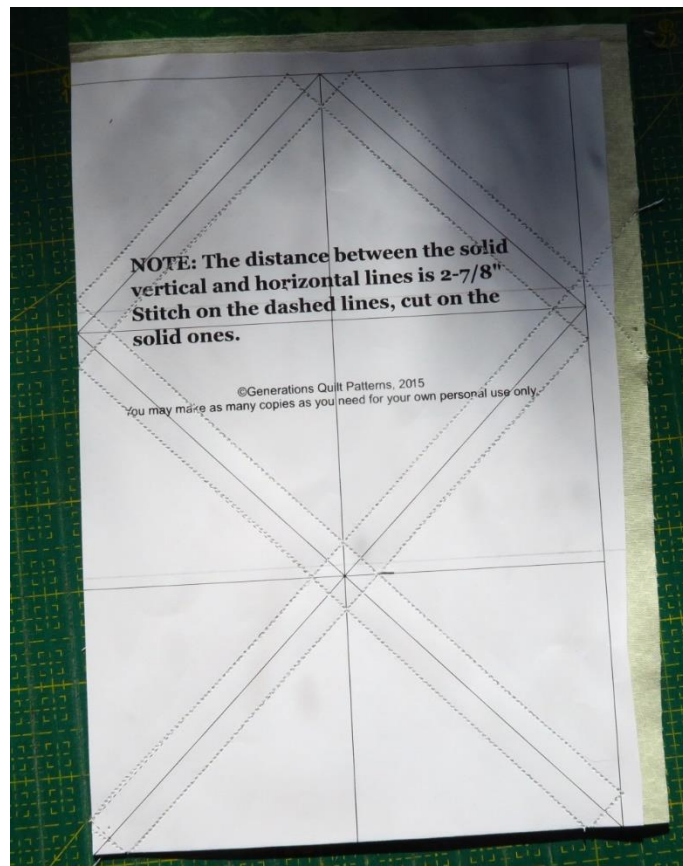 NOTE: The distance between the solid
vertical and horizontal lines is 2-7/8"
Stitch on the dashed lines, cut on the
solid ones.
©Generations Quilt Patterns, 2015
You may make as many copies as you need for your own personal use only.